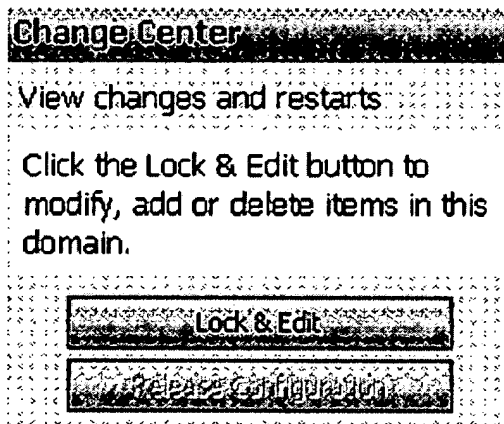 Change Center
View changes and restarts
Click the Lock & Edit button to
modify, add or delete items in this
domain.
Lock & Edit
Release Configuration